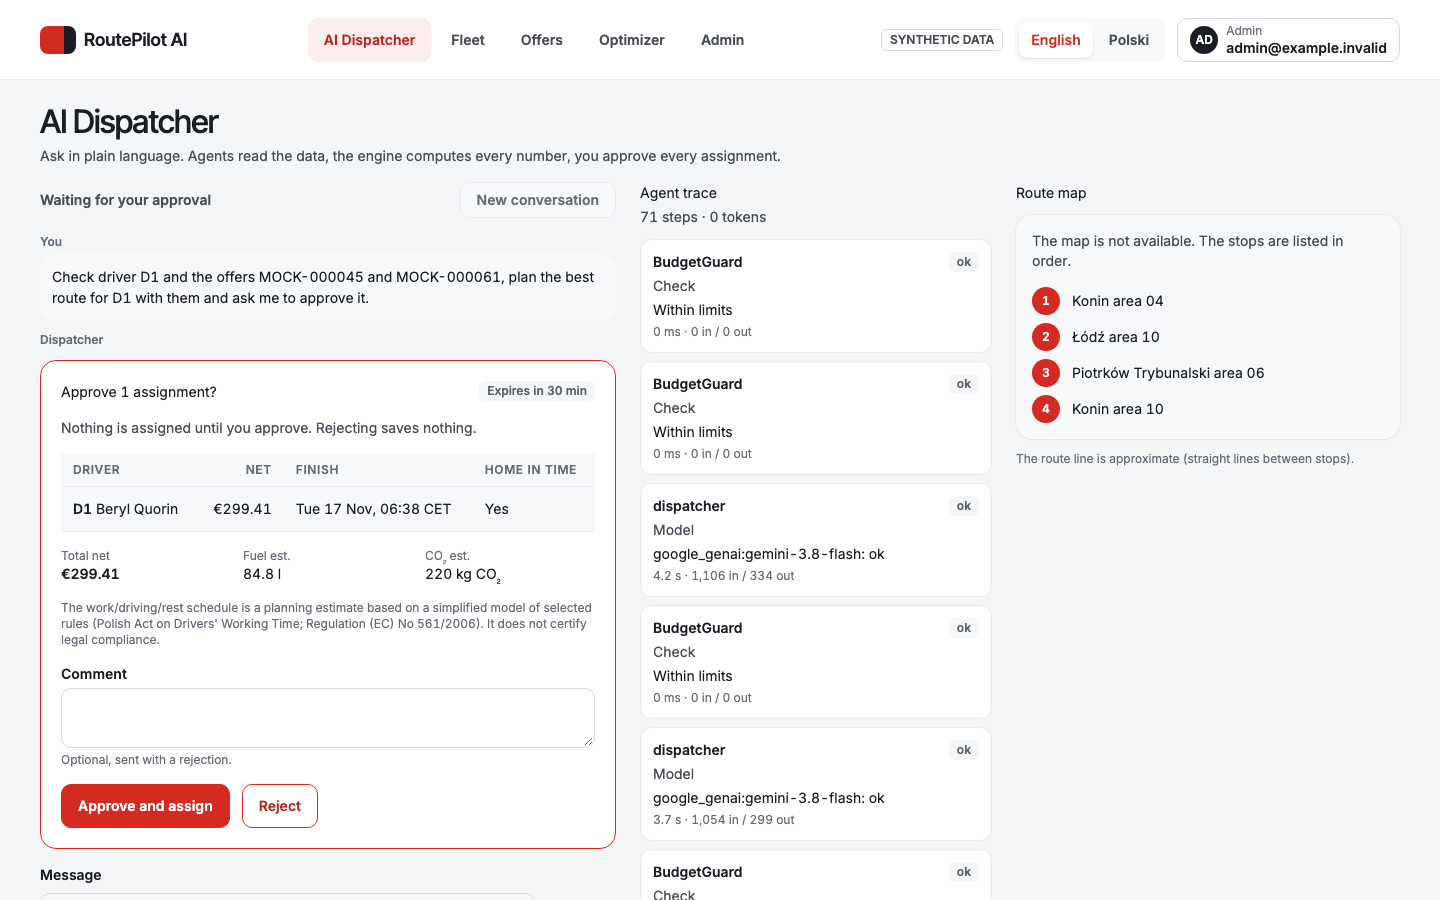 RoutePilot AI
AI Dispatcher
Fleet
Offers
Optimizer
Admin
SYNTHETIC DATA
English
Polski
AD
Admin
admin@example.invalid
AI Dispatcher
Ask in plain language. Agents read the data, the engine computes every number, you approve every assignment.
Waiting for your approval
New conversation
You
Check driver D1 and the offers MOCK-000045 and MOCK-000061, plan the best
route for D1 with them and ask me to approve it.
Dispatcher
Approve 1 assignment?
Expires in 30 min
Nothing is assigned until you approve. Rejecting saves nothing.
DRIVER NET FINISH HOME IN TIME
D1 Beryl Quorin €299.41 Tue 17 Nov, 06:38 CET Yes
Total net Fuel est. CO₂ est.
€299.41 84.8 l 220 kg CO₂
The work/driving/rest schedule is a planning estimate based on a simplified model of selected
rules (Polish Act on Drivers' Working Time; Regulation (EC) No 561/2006). It does not certify
legal compliance.
Comment
Optional, sent with a rejection.
Approve and assign
Reject
Message
Agent trace
71 steps · 0 tokens
BudgetGuard ok
Check
Within limits
0 ms · 0 in / 0 out
BudgetGuard ok
Check
Within limits
0 ms · 0 in / 0 out
dispatcher ok
Model
google_genai:gemini-3.8-flash: ok
4.2 s · 1,106 in / 334 out
BudgetGuard ok
Check
Within limits
0 ms · 0 in / 0 out
dispatcher ok
Model
google_genai:gemini-3.8-flash: ok
3.7 s · 1,054 in / 299 out
BudgetGuard ok
Check
Route map
The map is not available. The stops are listed in
order.
1 Konin area 04
2 Łódź area 10
3 Piotrków Trybunalski area 06
4 Konin area 10
The route line is approximate (straight lines between stops).